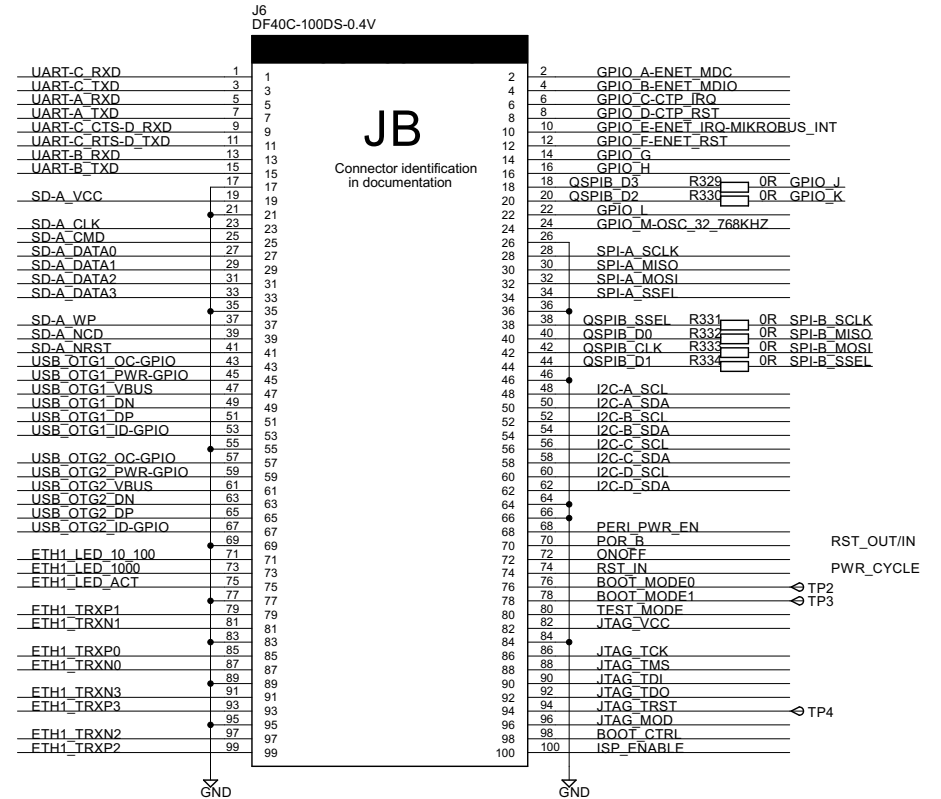 J6
DF40C-100DS-0.4V
JB
Connector identification
in documentation
UART-C_RXD 1 1 2 2 GPIO_A-ENET_MDC
UART-C_TXD 3 3 4 4 GPIO_B-ENET_MDIO
UART-A_RXD 5 5 6 6 GPIO_C-CTP_IRQ
UART-A_TXD 7 7 8 8 GPIO_D-CTP_RST
UART-C_CTS-D_RXD 9 9 10 10 GPIO_E-ENET_IRQ-MIKROBUS_INT
UART-C_RTS-D_TXD 11 11 12 12 GPIO_F-ENET_RST
UART-B_RXD 13 13 14 14 GPIO_G
UART-B_TXD 15 15 16 16 GPIO_H
17 17 18 18 QSPIB_D3 R329 0R GPIO_J
SD-A_VCC 19 19 20 20 QSPIB_D2 R330 0R GPIO_K
21 21 22 22 GPIO_L
SD-A_CLK 23 23 24 24 GPIO_M-OSC_32_768KHZ
SD-A_CMD 25 25 26 26
SD-A_DATA0 27 27 28 28 SPI-A_SCLK
SD-A_DATA1 29 29 30 30 SPI-A_MISO
SD-A_DATA2 31 31 32 32 SPI-A_MOSI
SD-A_DATA3 33 33 34 34 SPI-A_SSEL
35 35 36 36
SD-A_WP 37 37 38 38 QSPIB_SSEL R331 0R SPI-B_SCLK
SD-A_NCD 39 39 40 40 QSPIB_D0 R332 0R SPI-B_MISO
SD-A_NRST 41 41 42 42 QSPIB_CLK R333 0R SPI-B_MOSI
USB_OTG1_OC-GPIO 43 43 44 44 QSPIB_D1 R334 0R SPI-B_SSEL
USB_OTG1_PWR-GPIO 45 45 46 46
USB_OTG1_VBUS 47 47 48 48 I2C-A_SCL
USB_OTG1_DN 49 49 50 50 I2C-A_SDA
USB_OTG1_DP 51 51 52 52 I2C-B_SCL
USB_OTG1_ID-GPIO 53 53 54 54 I2C-B_SDA
55 55 56 56 I2C-C_SCL
USB_OTG2_OC-GPIO 57 57 58 58 I2C-C_SDA
USB_OTG2_PWR-GPIO 59 59 60 60 I2C-D_SCL
USB_OTG2_VBUS 61 61 62 62 I2C-D_SDA
USB_OTG2_DN 63 63 64 64
USB_OTG2_DP 65 65 66 66
USB_OTG2_ID-GPIO 67 67 68 68 PERI_PWR_EN
69 69 70 70 POR_B RST_OUT/IN
ETH1_LED_10_100 71 71 72 72 ONOFF
ETH1_LED_1000 73 73 74 74 RST_IN PWR_CYCLE
ETH1_LED_ACT 75 75 76 76 BOOT_MODE0 TP2
77 77 78 78 BOOT_MODE1 TP3
ETH1_TRXP1 79 79 80 80 TEST_MODE
ETH1_TRXN1 81 81 82 82 JTAG_VCC
83 83 84 84
ETH1_TRXP0 85 85 86 86 JTAG_TCK
ETH1_TRXN0 87 87 88 88 JTAG_TMS
89 89 90 90 JTAG_TDI
ETH1_TRXN3 91 91 92 92 JTAG_TDO
ETH1_TRXP3 93 93 94 94 JTAG_TRST TP4
95 95 96 96 JTAG_MOD
ETH1_TRXN2 97 97 98 98 BOOT_CTRL
ETH1_TRXP2 99 99 100 100 ISP_ENABLE
GND GND